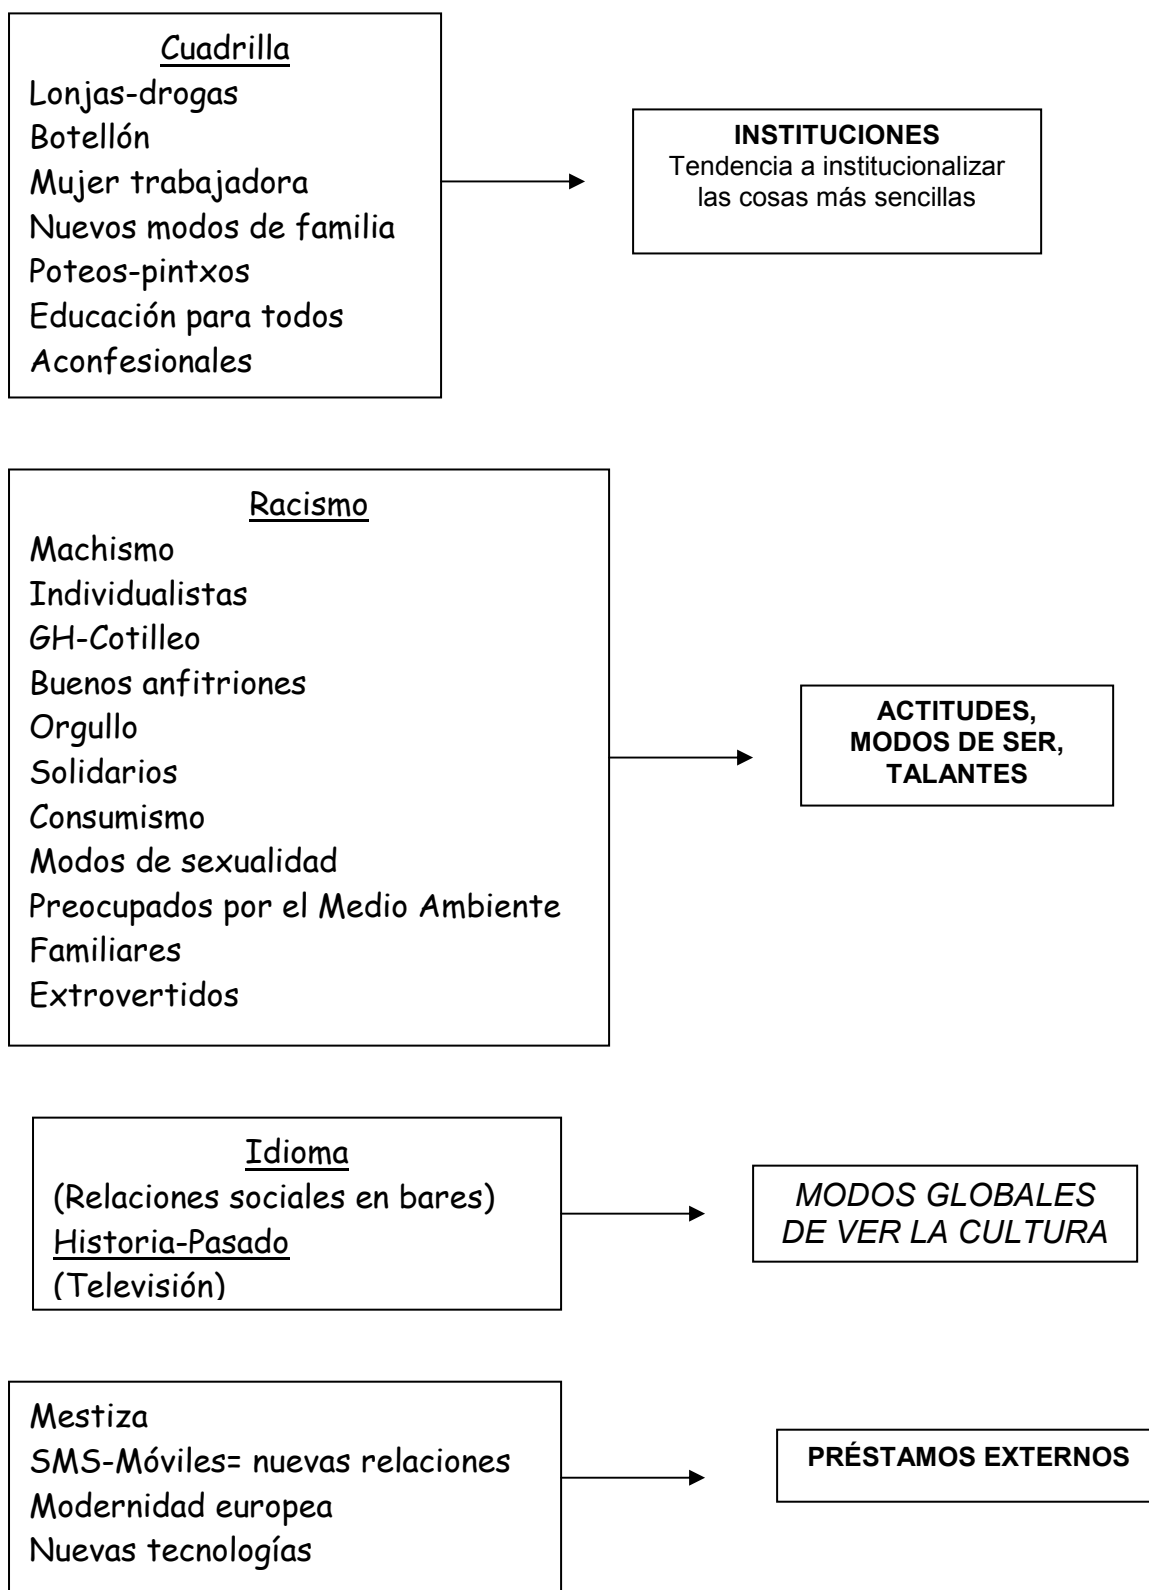 Cuadrilla
Lonjas-drogas
Botellón
Mujer trabajadora
Nuevos modos de familia
Poteos-pintxos
Educación para todos
Aconfesionales
INSTITUCIONES
Tendencia a institucionalizar
las cosas más sencillas
Racismo
Machismo
Individualistas
GH-Cotilleo
Buenos anfitriones
Orgullo
Solidarios
Consumismo
Modos de sexualidad
Preocupados por el Medio Ambiente
Familiares
Extrovertidos
ACTITUDES,
MODOS DE SER,
TALANTES
Idioma
(Relaciones sociales en bares)
Historia-Pasado
(Televisión)
MODOS GLOBALES
DE VER LA CULTURA
Mestiza
SMS-Móviles= nuevas relaciones
Modernidad europea
Nuevas tecnologías
PRÉSTAMOS EXTERNOS